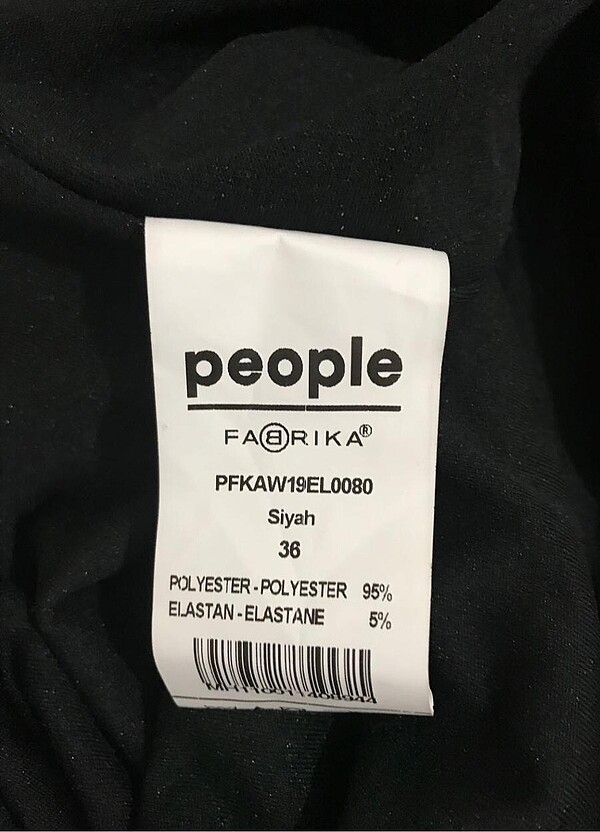 people
FABRIKA®
PFKAW19EL0080
Siyah
36
POLYESTER-POLYESTER 95%
ELASTAN-ELASTANE 5%